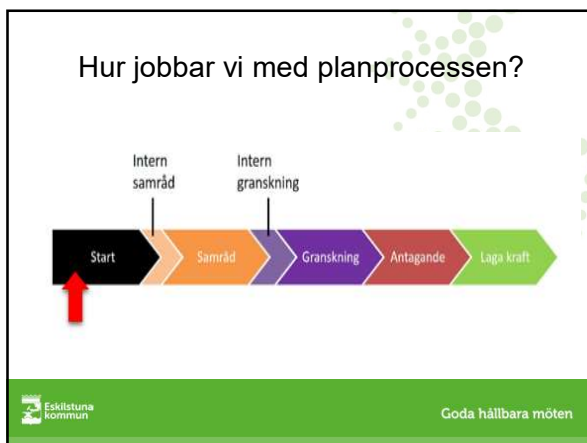 Hur jobbar vi med planprocessen?
Intern
samråd
Intern
granskning
Start
Samråd
Granskning
Antagande
Laga kraft
Eskilstuna
kommun
Goda hållbara möten